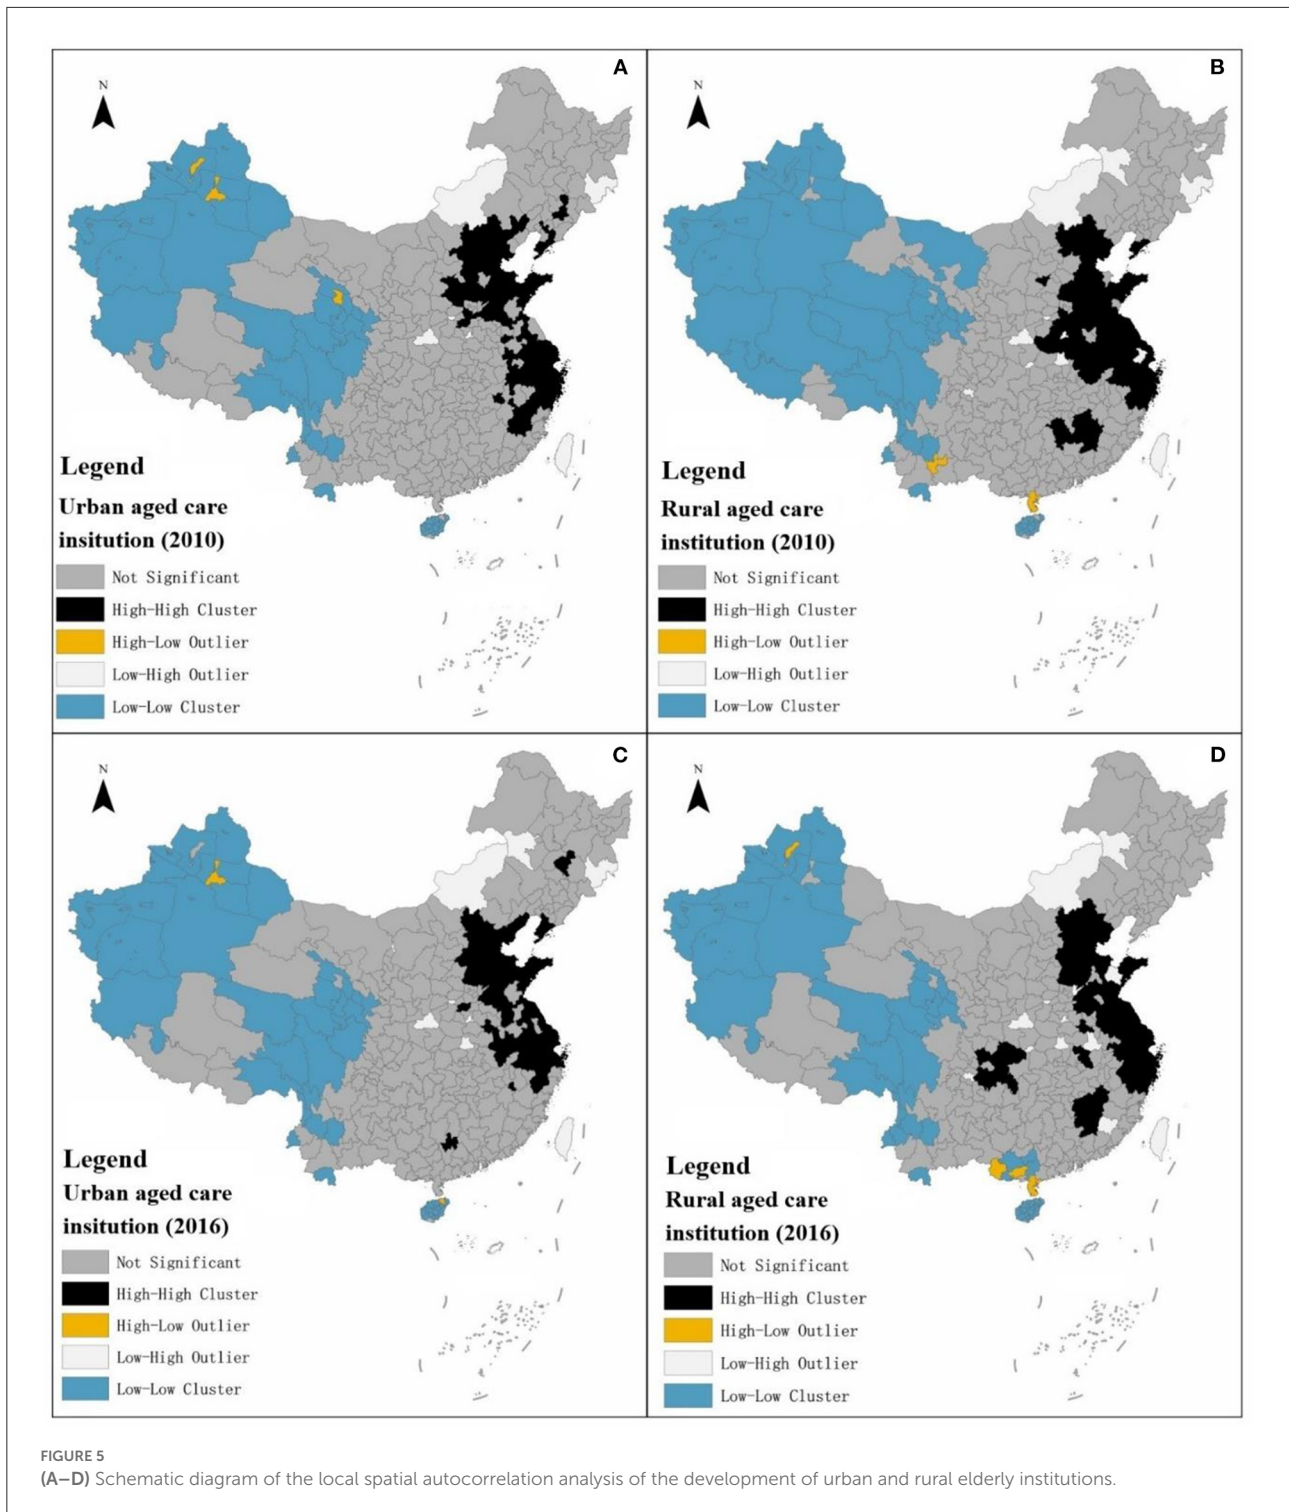 A
N
Legend
Urban aged care
insitution (2010)
Not Significant
High-High Cluster
High-Low Outlier
Low-High Outlier
Low-Low Cluster
B
N
Legend
Rural aged care
institution (2010)
Not Significant
High-High Cluster
High-Low Outlier
Low-High Outlier
Low-Low Cluster
C
N
Legend
Urban aged care
insitution (2016)
Not Significant
High-High Cluster
High-Low Outlier
Low-High Outlier
Low-Low Cluster
D
N
Legend
Rural aged care
institution (2016)
Not Significant
High-High Cluster
High-Low Outlier
Low-High Outlier
Low-Low Cluster
FIGURE 5
(A–D) Schematic diagram of the local spatial autocorrelation analysis of the development of urban and rural elderly institutions.